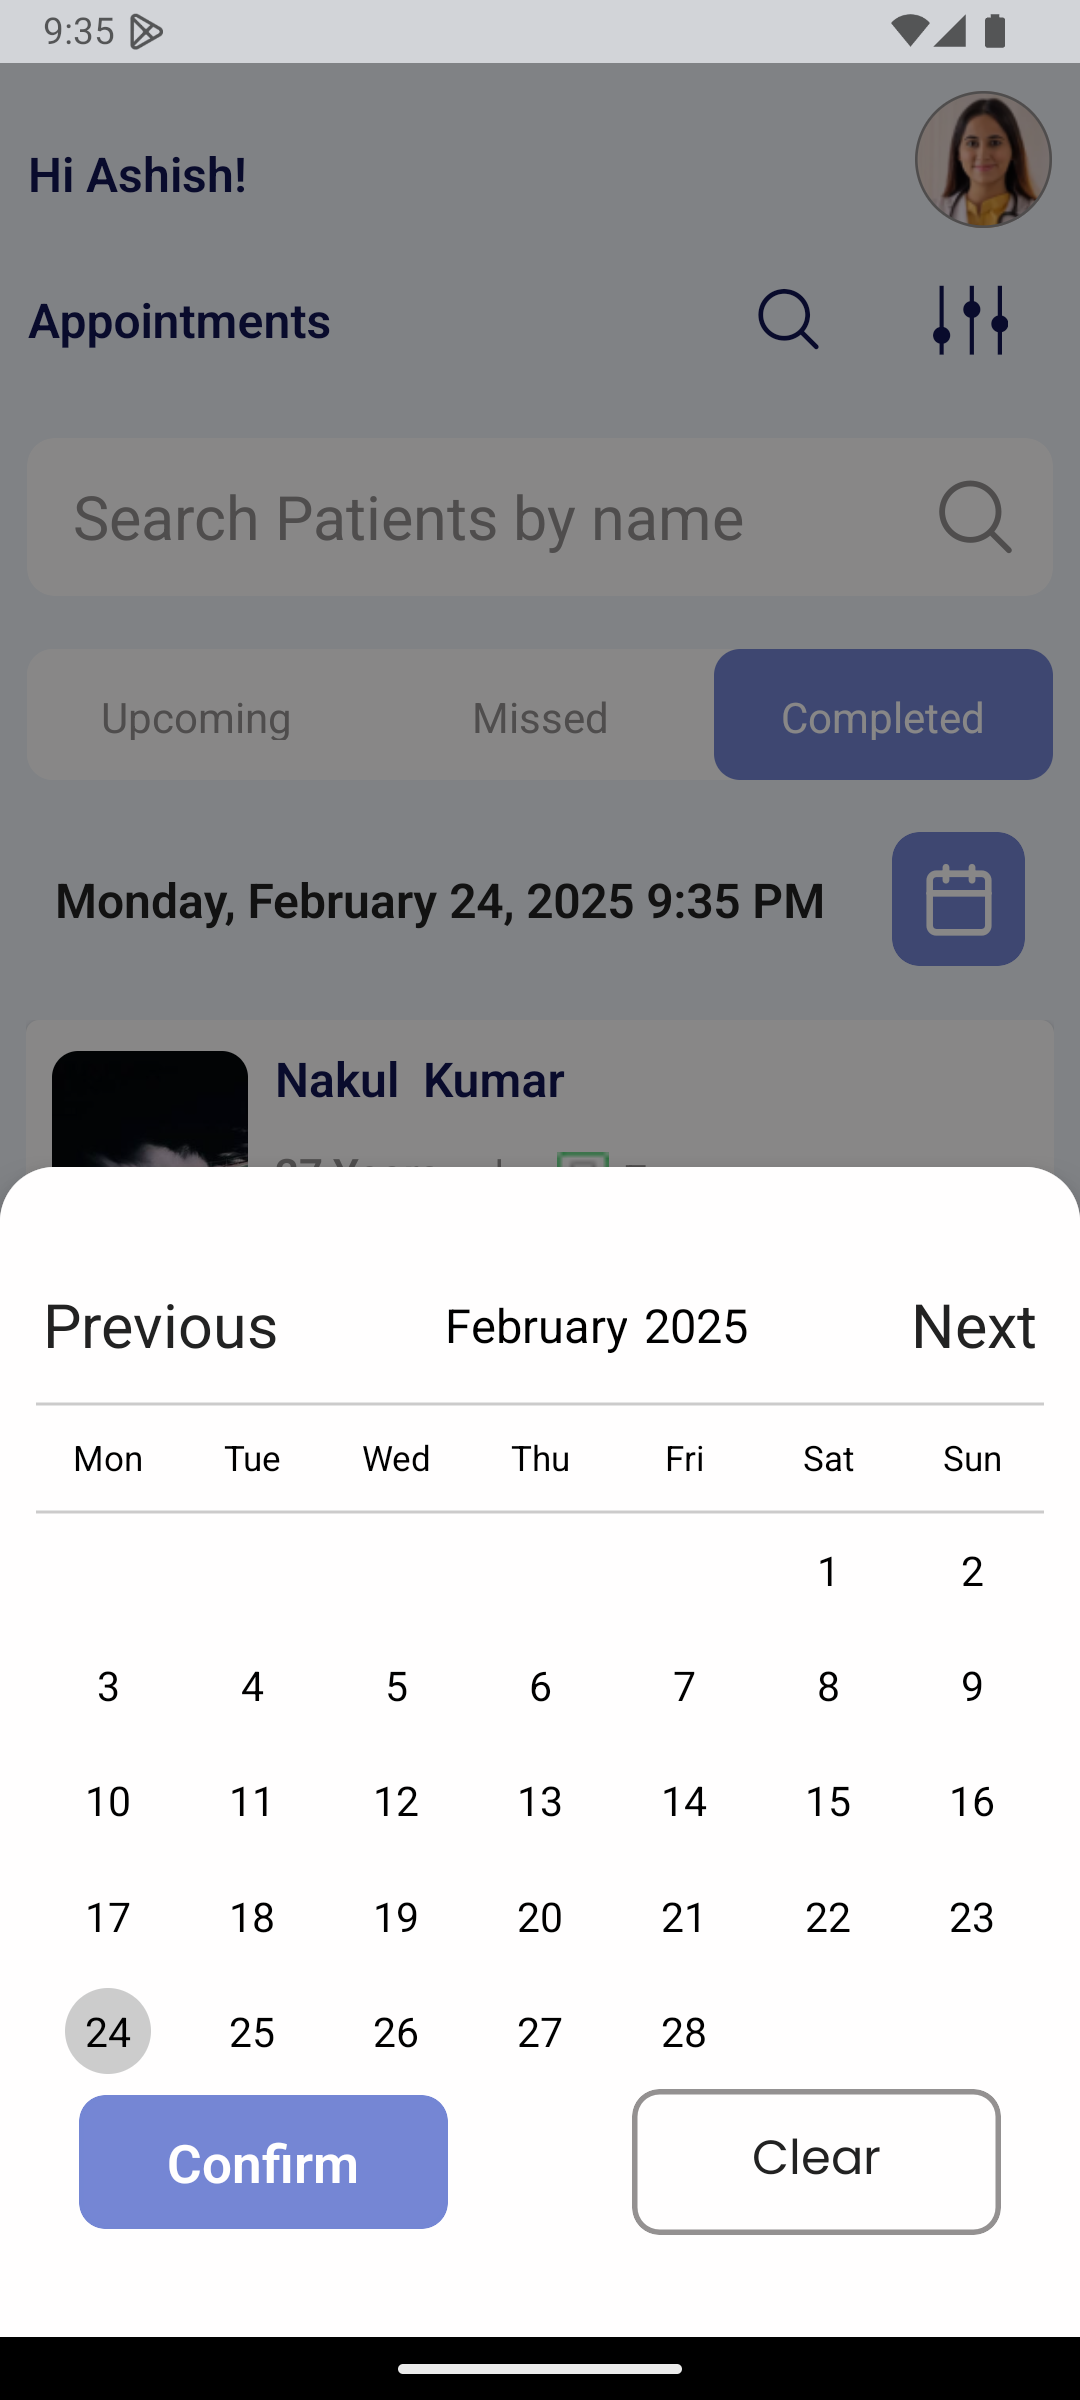 9:35
Hi Ashish!
Appointments
Search Patients by name
Upcoming Missed Completed
Monday, February 24, 2025 9:35 PM
Nakul Kumar
Previous February 2025 Next
Mon Tue Wed Thu Fri Sat Sun
1 2
3 4 5 6 7 8 9
10 11 12 13 14 15 16
17 18 19 20 21 22 23
24 25 26 27 28
Confirm Clear